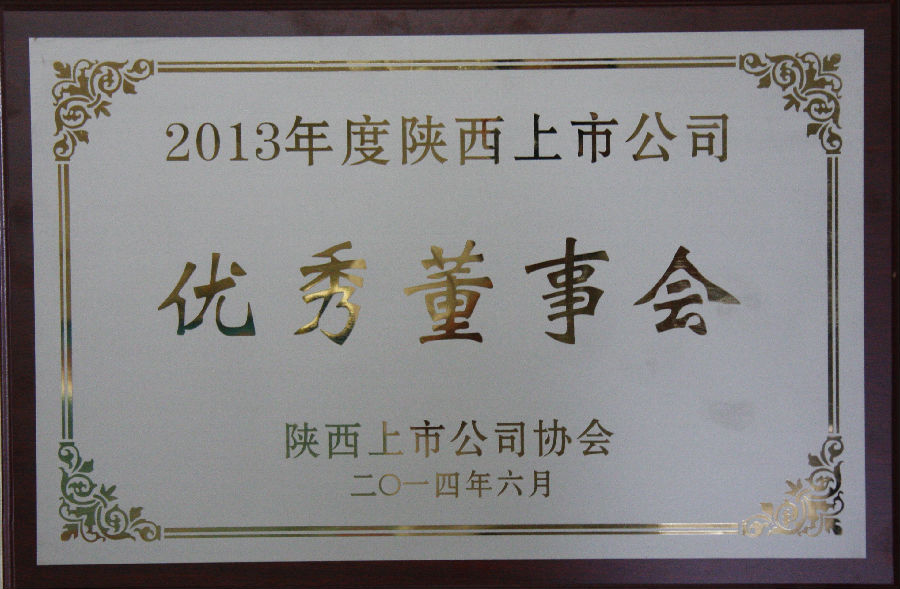 2013年度陕西上市公司
优秀董事会
陕西上市公司协会
二〇一四年六月